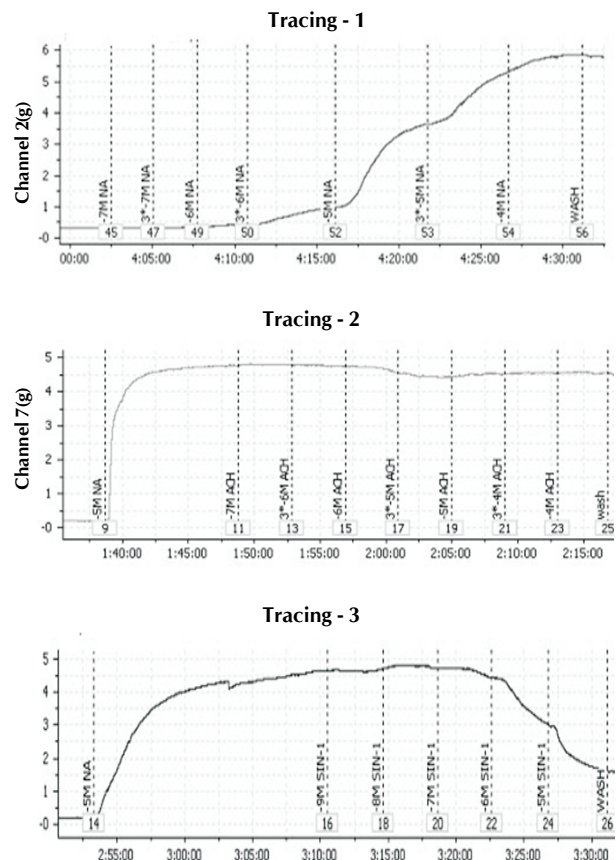 Tracing - 1
Channel 2(g)
6
5
4
3
2
1
-0
-7M NA
3*-7M NA
-6M NA
3*-6M NA
-5M NA
3*-5M NA
-4M NA
WASH
45
47
49
50
52
53
54
56
00:00
4:05:00
4:10:00
4:15:00
4:20:00
4:25:00
4:30:00
Tracing - 2
Channel 7(g)
5
4
3
2
1
-0
-5M NA
-7M ACH
3*-6M ACH
-6M ACH
3*-5M ACH
-5M ACH
3*-4M ACH
-4M ACH
wash
9
11
13
15
17
19
21
23
25
1:40:00
1:45:00
1:50:00
1:55:00
2:00:00
2:05:00
2:10:00
2:15:00
Tracing - 3
5
4
3
2
1
-0
-5M NA
-9M SIN-1
-8M SIN-1
-7M SIN-1
-6M SIN-1
-5M SIN-1
WASH
14
16
18
20
22
24
26
2:55:00
3:00:00
3:05:00
3:10:00
3:15:00
3:20:00
3:25:00
3:30:00